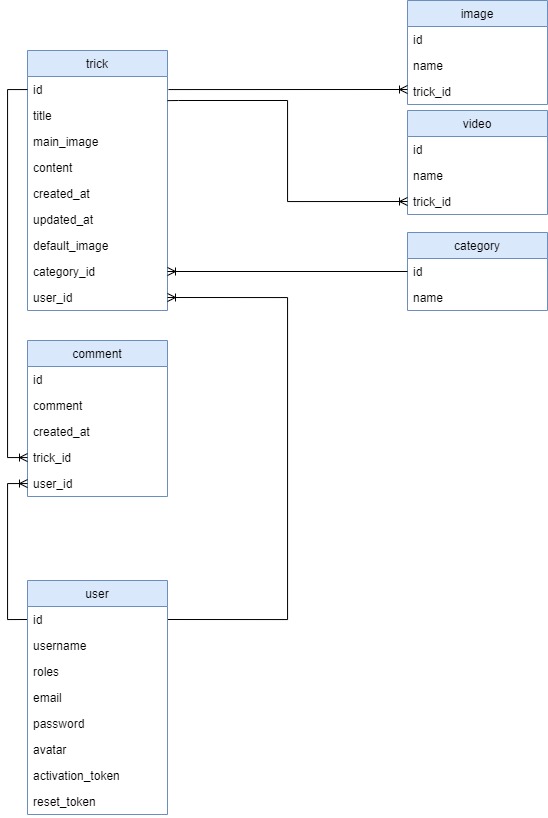 image
id
name
trick_id
trick
id
title
main_image
content
created_at
updated_at
default_image
category_id
user_id
video
id
name
trick_id
category
id
name
comment
id
comment
created_at
trick_id
user_id
user
id
username
roles
email
password
avatar
activation_token
reset_token